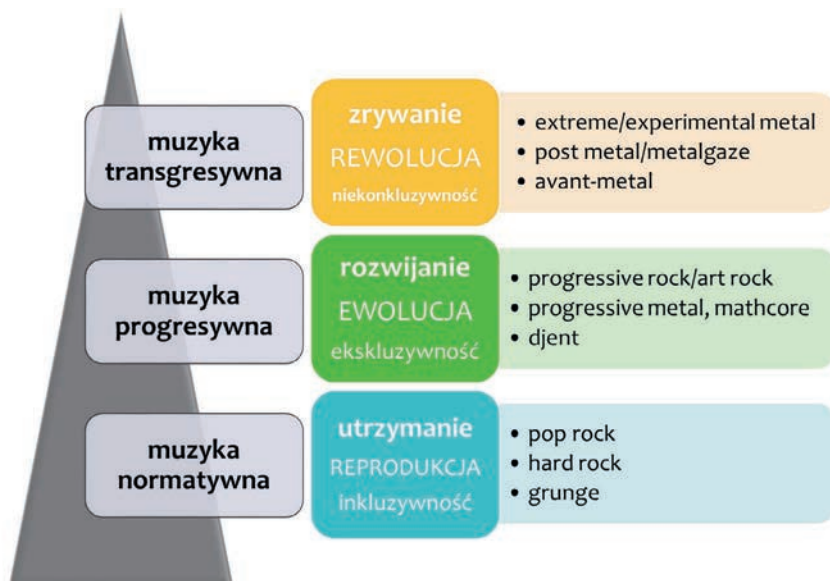 muzyka
transgresywna
zrywanie
REWOLUCJA
niekonkluzywność
• extreme/experimental metal
• post metal/metalgaze
• avant-metal
muzyka
progresywna
rozwijanie
EWOLUCJA
ekskluzywność
• progressive rock/art rock
• progressive metal, mathcore
• djent
muzyka
normatywna
utrzymanie
REPRODUKCJA
inkluzywność
• pop rock
• hard rock
• grunge